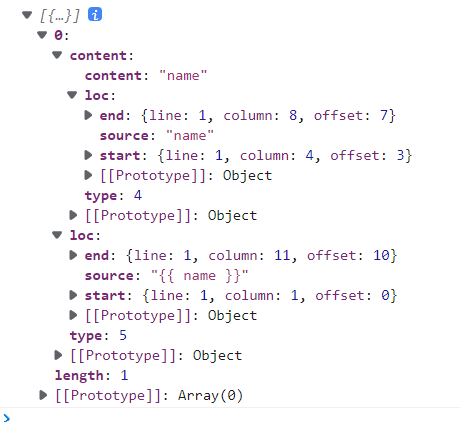 [{…}] i
0:
content:
content: "name"
loc:
end: {line: 1, column: 8, offset: 7}
source: "name"
start: {line: 1, column: 4, offset: 3}
[[Prototype]]: Object
type: 4
[[Prototype]]: Object
loc:
end: {line: 1, column: 11, offset: 10}
source: "{{ name }}"
start: {line: 1, column: 1, offset: 0}
[[Prototype]]: Object
type: 5
[[Prototype]]: Object
length: 1
[[Prototype]]: Array(0)